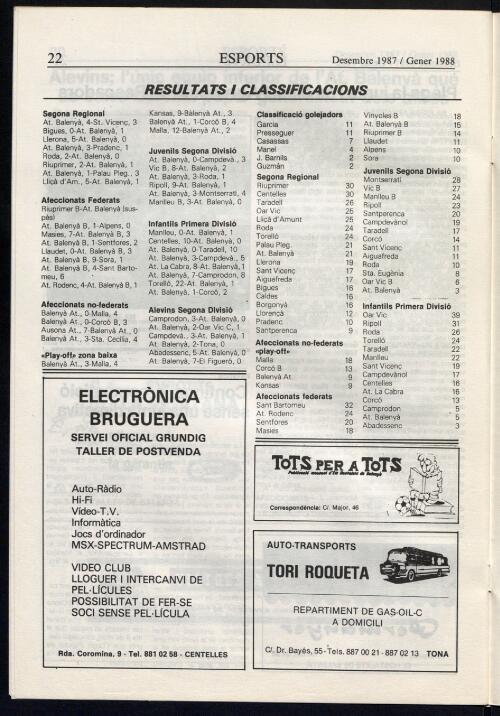 22
ESPORTS
Desembre 1987 / Gener 1988
RESULTATS I CLASSIFICACIONS
Segona Regional
At. Balenyà, 4-St. Vicenç, 3
Bigues, 0-At. Balenyà, 1
Llerona, 5-At. Balenyà, 0
At. Balenyà, 3-Pradenc, 1
Roda, 2-At. Balenyà, 0
Riuprimer, 2-At. Balenyà, 1
At. Balenyà, 1-Palau Pleg., 3
Lliçà d'Am., 5-At. Balenyà, 1
Afeccionats Federats
Riuprimer B-At. Balenyà (sus-
pès)
At. Balenyà B, 1-Alpens, 0
Masies, 7-At. Balenyà B, 3
At. Balenyà B, 1-Sentfores, 2
Lluadet, 0-At. Balenyà B, 3
At. Balenyà B, 9-Sora, 1
At. Balenyà B, 4-Sant Barto-
meu, 6
At. Rodenc, 4-At. Balenyà B, 1
Afeccionats no-federats
Balenyà At., 0-Malla, 4
Balenyà At., 0-Corcó B, 3
Ausona At., 7-Balenyà At., 0
Balenyà At., 3-Sta. Cecília, 4
«Play-off» zona baixa
Balenyà At., 3-Malla, 4
Kansas, 9-Balenyà At., 3
Balenyà At., 1-Corcó B, 4
Malla, 12-Balenyà At., 2
Juvenils Segona Divisió
At. Balenyà, 0-Campdevà., 3
Vic B, 8-At. Balenyà, 2
At. Balenyà, 3-Roda, 1
Ripoll, 9-At. Balenyà, 1
At. Balenyà, 3-Montserrati, 4
Manlleu B, 3-At. Balenyà, 0
Infantils Primera Divisió
Manlleu, 0-At. Balenyà, 1
Centelles, 10-At. Balenyà, 0
At. Balenyà, 0-Taradell, 10
At. Balenyà, 3-Campdevà., 5
At. La Cabra, 8-At. Balenyà, 1
At. Balenyà, 7-Camprodon, 8
Torelló, 22-At. Balenyà, 1
At. Balenyà, 1-Corcó, 2
Alevins Segona Divisió
Camprodon, 3-At. Balenyà, 0
At. Balenyà, 2-Oar Vic C, 1
Campdevà., 3-At. Balenyà, 1
At. Balenyà, 2-Tona, 0
Abadessenc, 5-At. Balenyà, 0
At. Balenyà, 7-El Figueró, 0
Classificació golejadors
Garcia 11
Presseguer 11
Casassas 7
Manel 4
J. Barnils 2
Guzmán 2
Segona Regional
Riuprimer 30
Centelles 30
Taradell 26
Oar Vic 25
Lliçà d'Amunt 25
Roda 24
Torelló 24
Palau Pleg. 21
At. Balenyà 21
Llerona 19
Sant Vicenç 17
Aiguafreda 17
Bigues 16
Caldes 16
Borgonyà 16
Llorençà 12
Pradenc 10
Santperenca 9
Afeccionats no-federats
«play-off»
Malla 18
Corcó B 13
Balenyà At. 9
Kansas 9
Afeccionats federats
Sant Bartomeu 32
At. Rodenc 24
Sentfores 20
Masies 18
Vinyoles B 18
At. Balenyà B 15
Riuprimer B 14
Lluadet 11
Alpens 10
Sora 10
Juvenils Segona Divisió
Montserratí 28
Vic B 27
Manlleu B 24
Ripoll 23
Santperenca 20
Campdevànol 19
Taradell 17
Corcó 14
Sant Vicenç 11
Aiguafreda 11
Roda 10
Sta. Eugènia 8
Oar Vic B 6
At. Balenyà 3
Infantils Primera Divisió
Oar Vic 39
Ripoll 31
Roda 26
Torelló 24
Taradell 22
Manlleu 22
Sant Vicenç 19
Campdevànol 17
Centelles 16
At. La Cabra 16
Corcó 13
Camprodon 5
At. Balenyà 5
Abadessenc 3
ELECTRÒNICA
BRUGUERA
SERVEI OFICIAL GRUNDIG
TALLER DE POSTVENDA
Auto-Ràdio
Hi-Fi
Vídeo-T.V.
Informàtica
Jocs d'ordinador
MSX-SPECTRUM-AMSTRAD
VIDEO CLUB
LLOGUER I INTERCANVI DE
PEL·LÍCULES
POSSIBILITAT DE FER-SE
SOCI SENSE PEL·LÍCULA
Rda. Coromina, 9 - Tel. 881 02 58 - CENTELLES
TOTS PER A TOTS
Correspondència: C/. Major, 46
AUTO-TRANSPORTS
TORI ROQUETA
REPARTIMENT DE GAS-OIL-C
A DOMICILI
C/. Dr. Bayés, 55 - Tels. 887 00 21 - 887 02 13 TONA